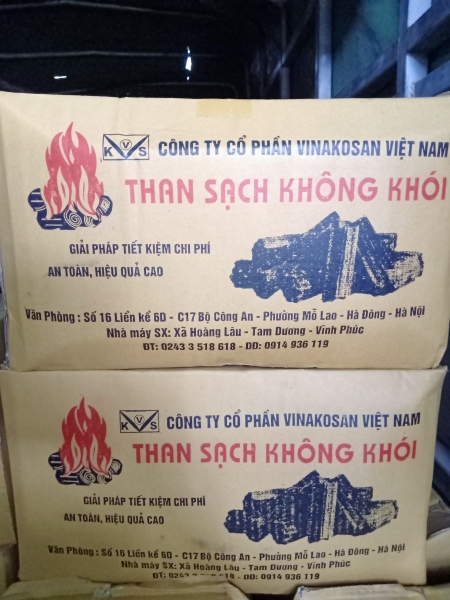 KVS CÔNG TY CỔ PHẦN VINAKOSAN VIỆT NAM
THAN SẠCH KHÔNG KHÓI
GIẢI PHÁP TIẾT KIỆM CHI PHÍ
AN TOÀN, HIỆU QUẢ CAO
Văn Phòng : Số 16 Liền kề 6D - C17 Bộ Công An - Phường Mỗ Lao - Hà Đông - Hà Nội
Nhà máy SX: Xã Hoàng Lâu - Tam Dương - Vĩnh Phúc
ĐT: 0243 3 518 618 - DĐ: 0914 936 119
KVS CÔNG TY CỔ PHẦN VINAKOSAN VIỆT NAM
THAN SẠCH KHÔNG KHÓI
GIẢI PHÁP TIẾT KIỆM CHI PHÍ
AN TOÀN, HIỆU QUẢ CAO
Văn Phòng : Số 16 Liền kề 6D - C17 Bộ Công An - Phường Mỗ Lao - Hà Đông - Hà Nội
Nhà máy SX: Xã Hoàng Lâu - Tam Dương - Vĩnh Phúc
ĐT: 0243 - DĐ: 0914 936 119